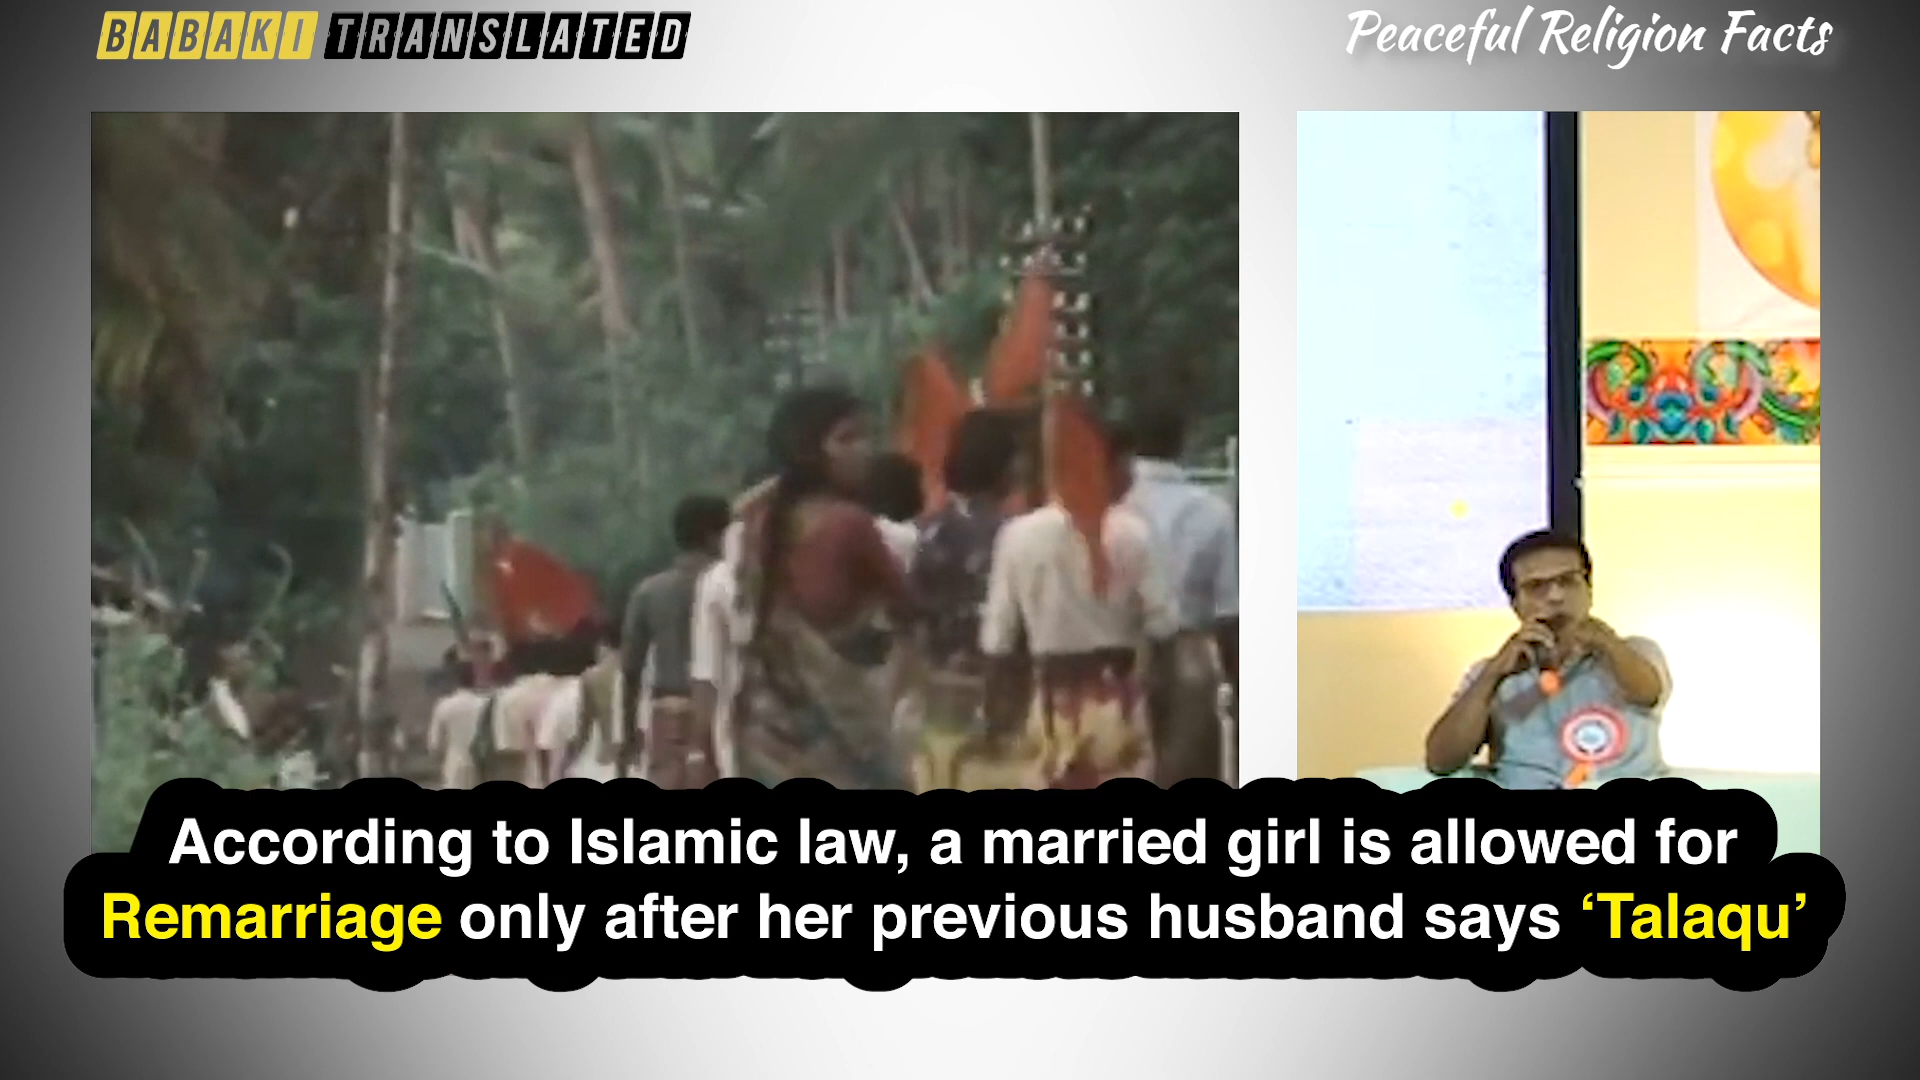 BABAKI TRANSLATED
Peaceful Religion Facts
According to Islamic law, a married girl is allowed for
Remarriage only after her previous husband says ‘Talaqu’